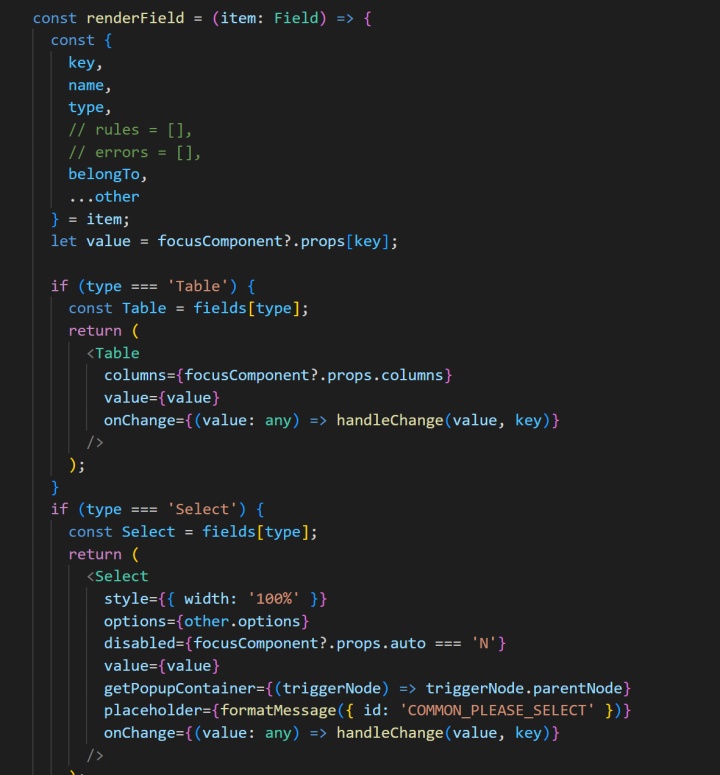 const renderField = (item: Field) => {
const {
key,
name,
type,
// rules = [],
// errors = [],
belongTo,
...other
} = item;
let value = focusComponent?.props[key];
if (type === 'Table') {
const Table = fields[type];
return (
<Table
columns={focusComponent?.props.columns}
value={value}
onChange={(value: any) => handleChange(value, key)}
/>
);
}
if (type === 'Select') {
const Select = fields[type];
return (
<Select
style={{ width: '100%' }}
options={other.options}
disabled={focusComponent?.props.auto === 'N'}
value={value}
getPopupContainer={(triggerNode) => triggerNode.parentNode}
placeholder={formatMessage({ id: 'COMMON_PLEASE_SELECT' })}
onChange={(value: any) => handleChange(value, key)}
/>